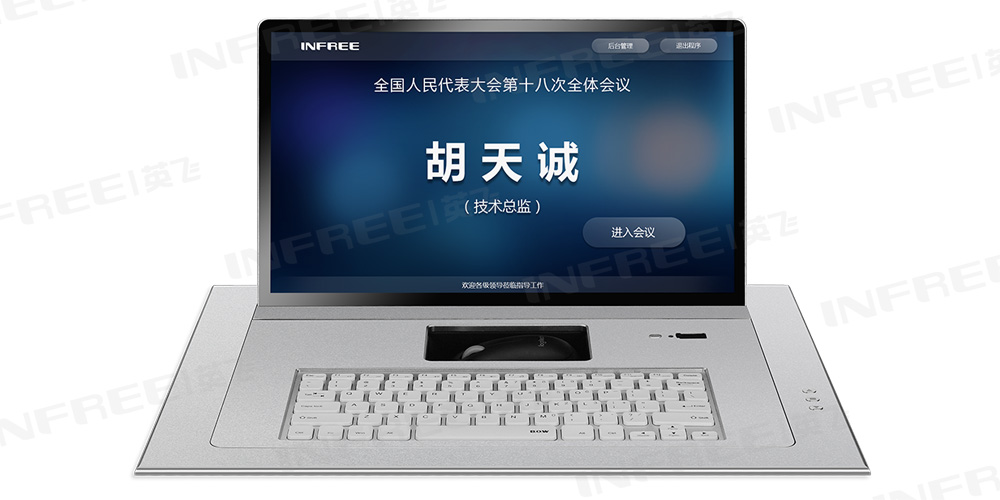 INFREE
后台管理
退出程序
全国人民代表大会第十八次全体会议
胡天诚
（技术总监）
进入会议
欢迎各级领导莅临指导工作
BOW
INFREE|英飞
INFREE|英飞
INFREE|英飞
INFREE|英飞
INFREE|英飞